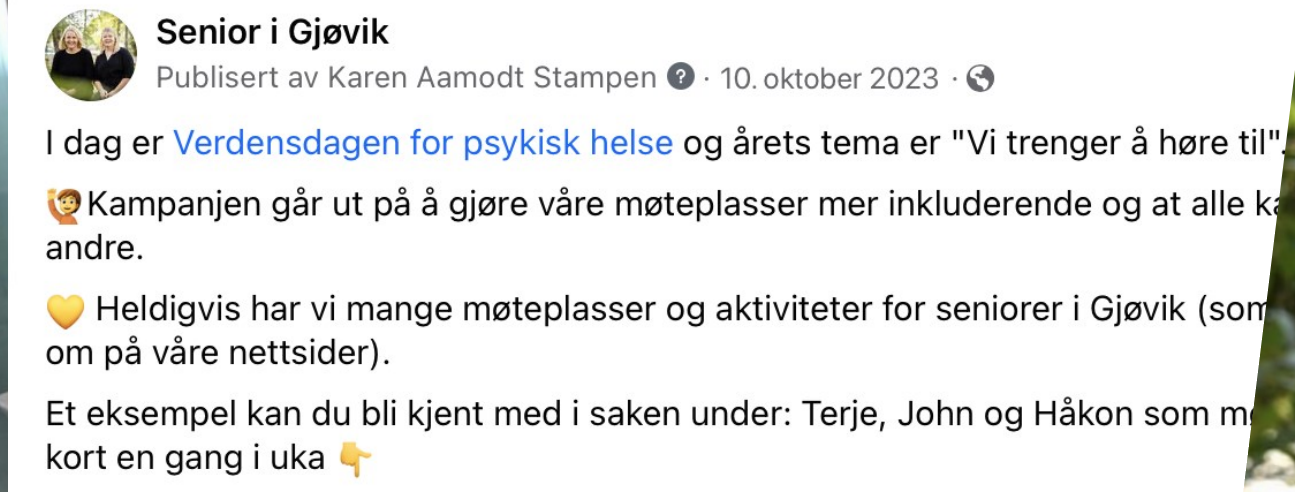 Senior i Gjøvik
Publisert av Karen Aamodt Stampen · 10. oktober 2023 ·
I dag er Verdensdagen for psykisk helse og årets tema er "Vi trenger å høre til".
Kampanjen går ut på å gjøre våre møteplasser mer inkluderende og at alle
andre.
Heldigvis har vi mange møteplasser og aktiviteter for seniorer i Gjøvik (som
om på våre nettsider).
Et eksempel kan du bli kjent med i saken under: Terje, John og Håkon som
kort en gang i uka